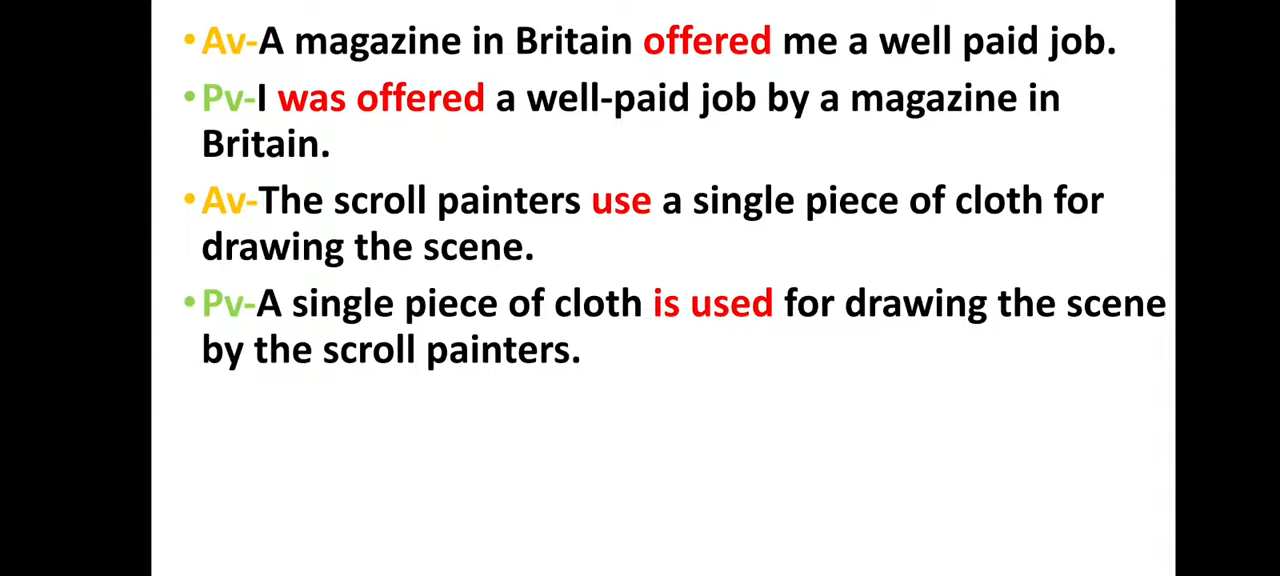 •Av-A magazine in Britain offered me a well paid job.
•Pv-I was offered a well-paid job by a magazine in
Britain.
•Av-The scroll painters use a single piece of cloth for
drawing the scene.
•Pv-A single piece of cloth is used for drawing the scene
by the scroll painters.